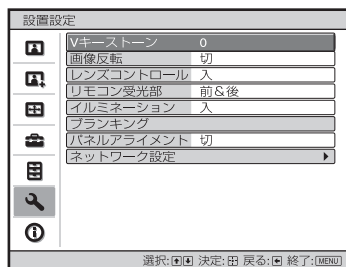 設置設定
Vキーストーン 0
画像反転 切
レンズコントロール 入
リモコン受光部 前&後
イルミネーション 入
ブランキング
パネルアライメント 切
ネットワーク設定
選択: 決定: 戻る: 終了:MENU